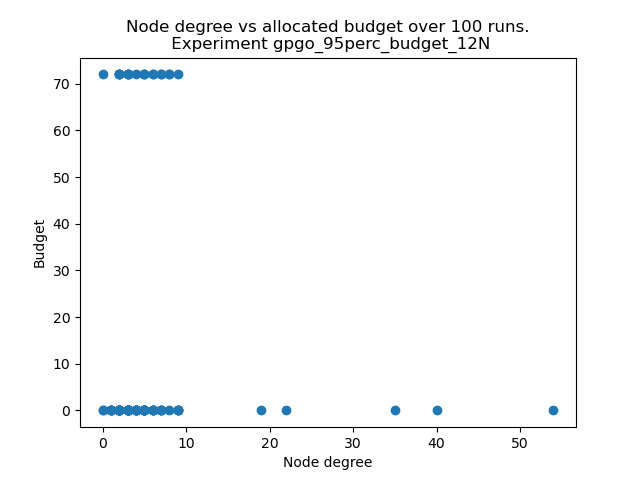 Node degree vs allocated budget over 100 runs.
Experiment gpgo_95perc_budget_12N
70
60
50
40
30
20
10
0
Budget
0 10 20 30 40 50
Node degree